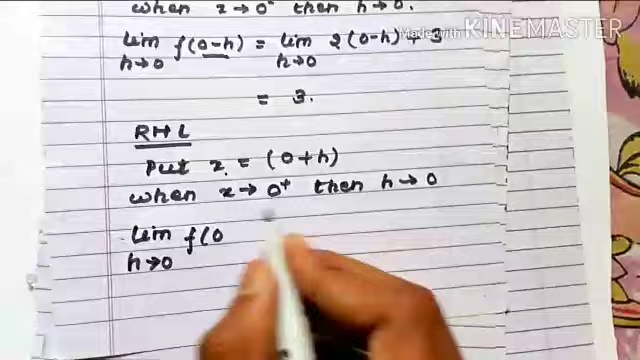 when x→0⁻ then h→0.
Made with KINEMASTER
lim f(0-h) = lim 2(0-h)+3
h→0 h→0
= 3.
RHL
Put x = (0+h)
when x→0⁺ then h→0
lim f(0
h→0